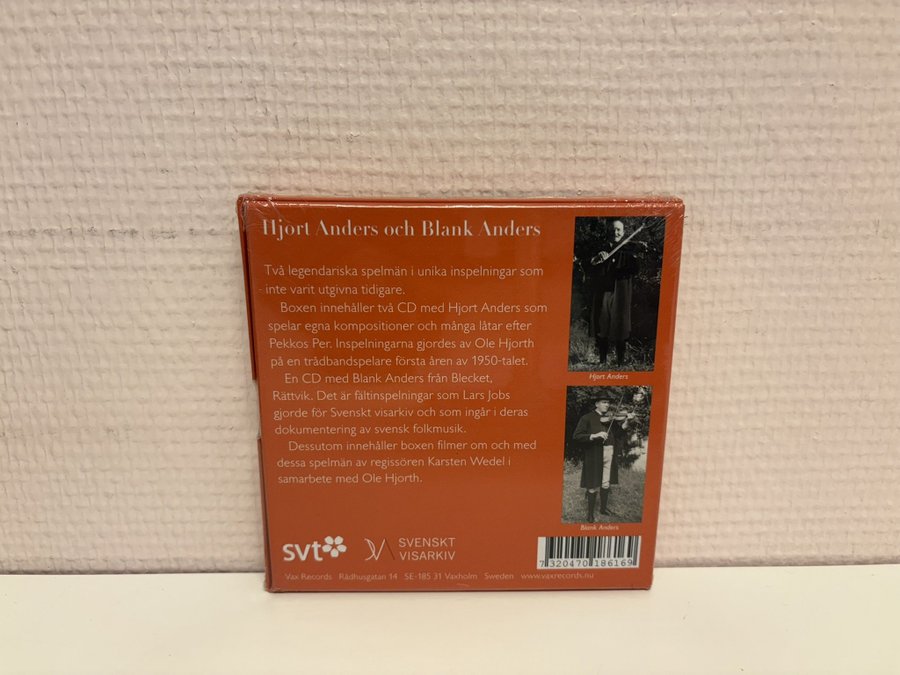 Hjort Anders och Blank Anders
Två legendariska spelmän i unika inspelningar som
inte varit utgivna tidigare.
Boxen innehåller två CD med Hjort Anders som
spelar egna kompositioner och många låtar efter
Pekkos Per. Inspelningarna gjordes av Ole Hjorth
på en trådbandspelare första åren av 1950-talet.
En CD med Blank Anders från Blecket,
Rättvik. Det är fältinspelningar som Lars Jobs
gjorde för Svenskt visarkiv och som ingår i deras
dokumentering av svensk folkmusik.
Dessutom innehåller boxen filmer om och med
dessa spelmän av regissören Karsten Wedel i
samarbete med Ole Hjorth.
Hjort Anders
Blank Anders
svt
SVENSKT
VISARKIV
7 320470 186169
Vax Records Rådhusgatan 14 SE-185 31 Vaxholm Sweden www.vaxrecords.nu